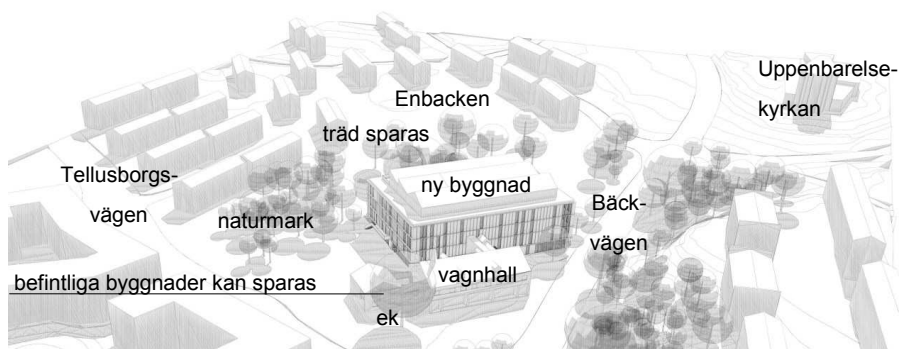 Uppenbarelse-
kyrkan
Enbacken
träd sparas
Tellusborgs-
vägen
ny byggnad
naturmark
Bäck-
vägen
vagnhall
befintliga byggnader kan sparas
ek